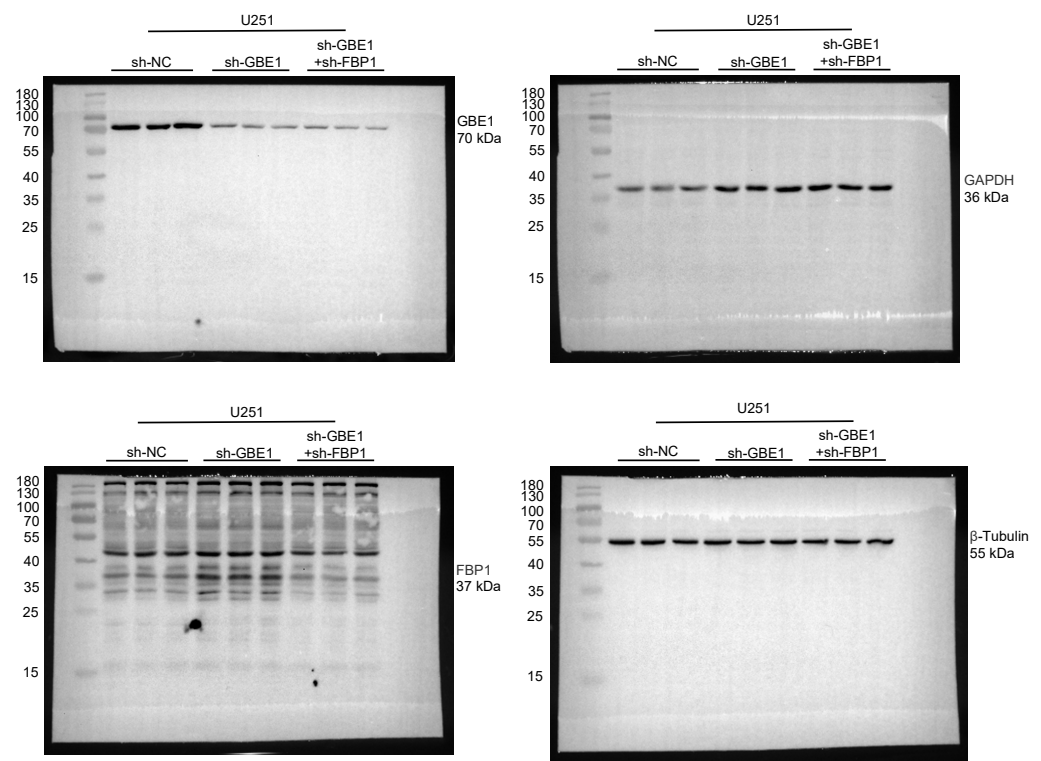 U251
sh-NC
sh-GBE1
sh-GBE1
+sh-FBP1
180
130
100
70
55
40
35
25
15
GBE1
70 kDa
U251
sh-NC
sh-GBE1
sh-GBE1
+sh-FBP1
180
130
100
70
55
40
35
25
15
GAPDH
36 kDa
U251
sh-NC
sh-GBE1
sh-GBE1
+sh-FBP1
180
130
100
70
55
40
35
25
15
FBP1
37 kDa
U251
sh-NC
sh-GBE1
sh-GBE1
+sh-FBP1
180
130
100
70
55
40
35
25
15
β-Tubulin
55 kDa